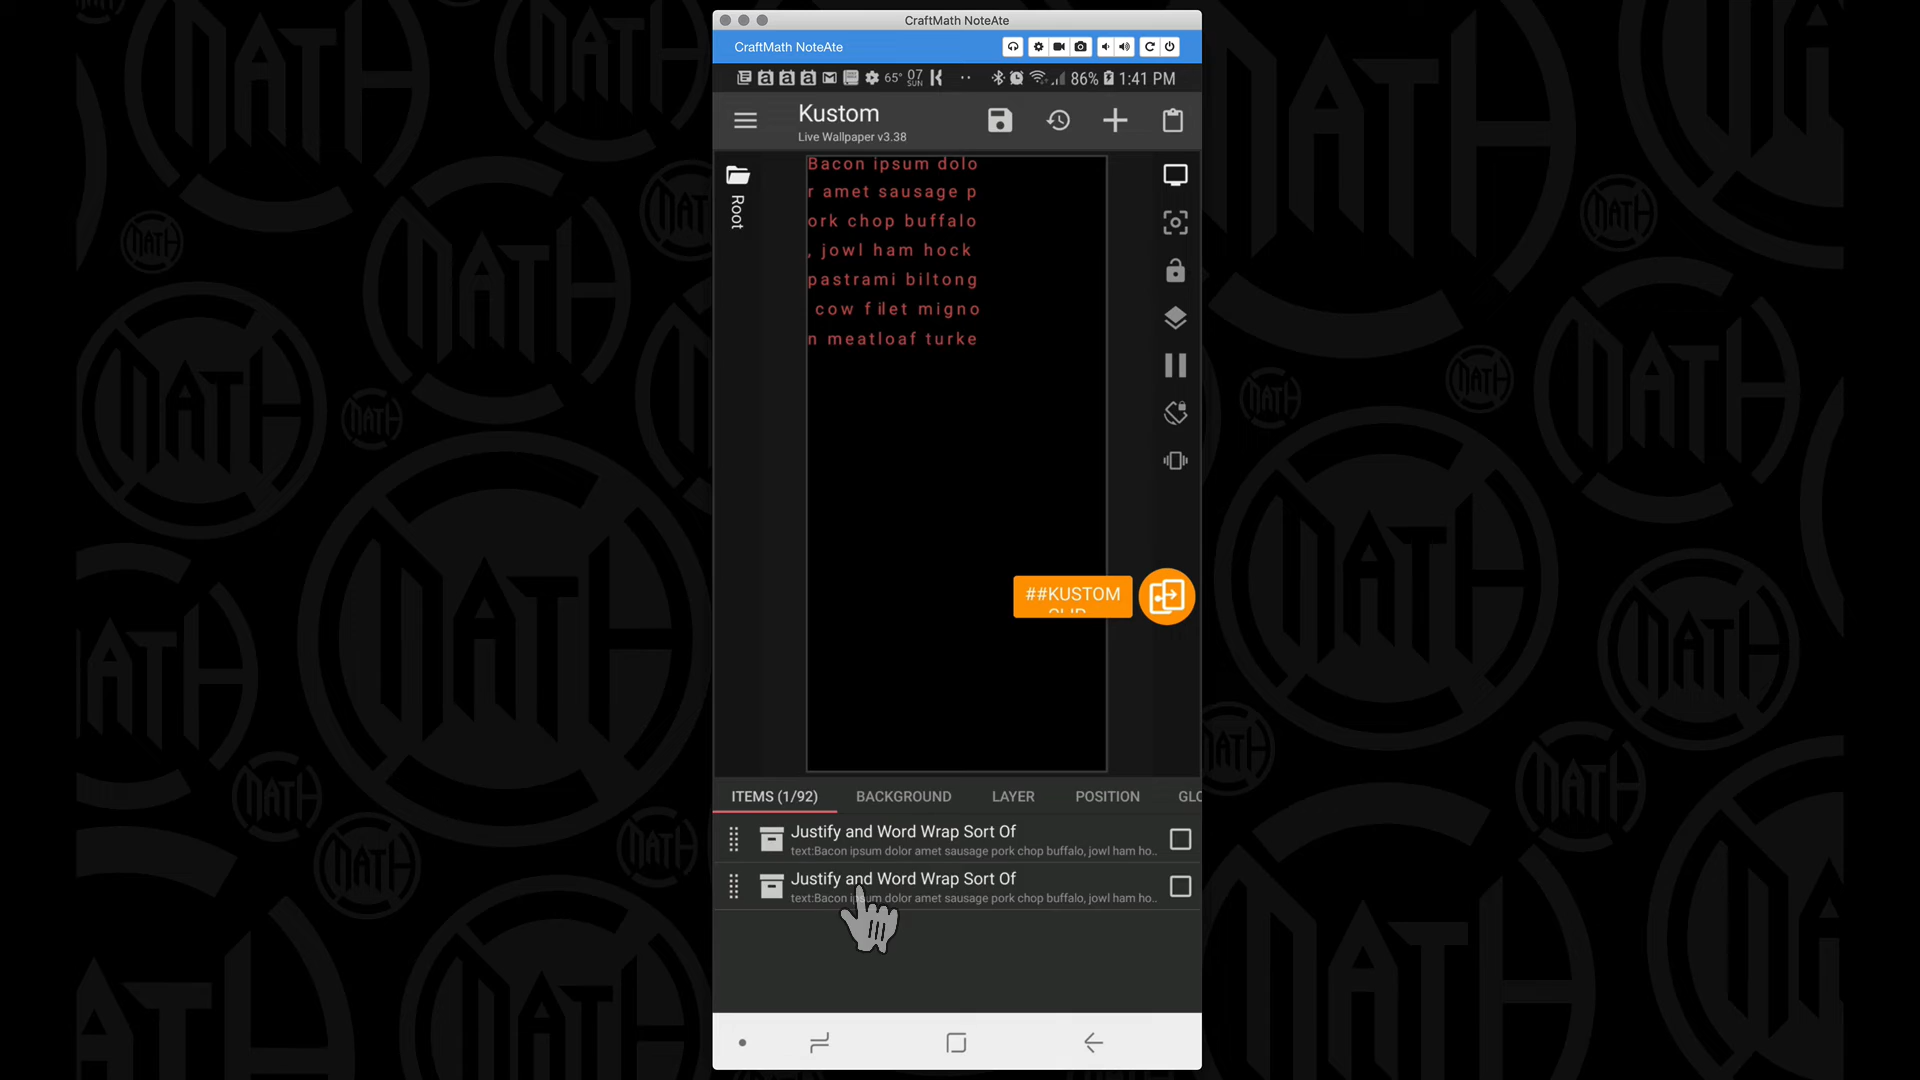 CraftMath NoteAte
CraftMath NoteAte
65° 07 SUN 86% 1:41 PM
Kustom
Live Wallpaper v3.38
Root
Bacon ipsum dolo
r amet sausage p
ork chop buffalo
, jowl ham hock
pastrami biltong
cow filet migno
n meatloaf turke
##KUSTOM
CLIP
ITEMS (1/92) BACKGROUND LAYER POSITION GLO
Justify and Word Wrap Sort Of
text:Bacon ipsum dolor amet sausage pork chop buffalo, jowl ham ho..
Justify and Word Wrap Sort Of
text:Bacon ipsum dolor amet sausage pork chop buffalo, jowl ham ho..